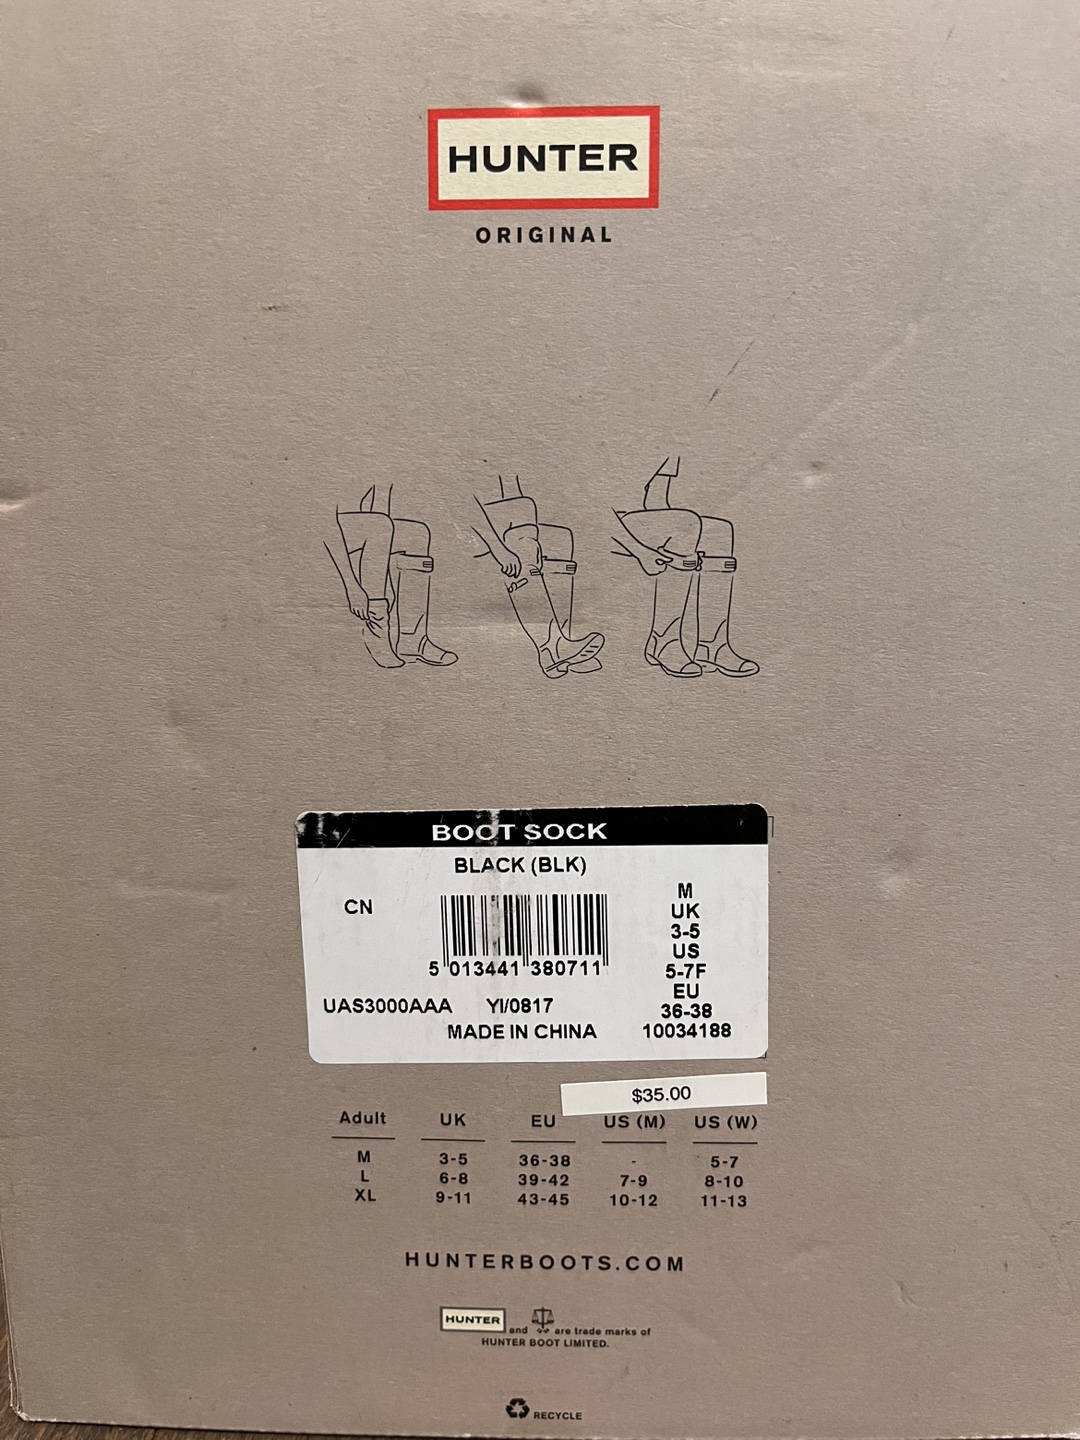 HUNTER
ORIGINAL
BOOT SOCK
BLACK (BLK)
CN
5 013441 380711
UAS3000AAA YI/0817
MADE IN CHINA
M
UK
3-5
US
5-7F
EU
36-38
10034188
$35.00
Adult UK EU US (M) US (W)
M 3-5 36-38 - 5-7
L 6-8 39-42 7-9 8-10
XL 9-11 43-45 10-12 11-13
HUNTERBOOTS.COM
HUNTER and are trade marks of
HUNTER BOOT LIMITED.
RECYCLE